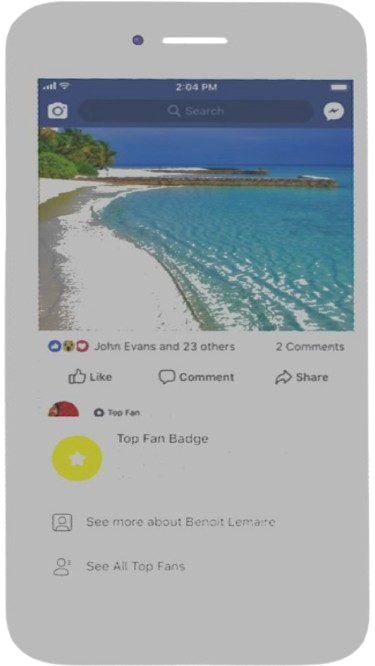 2:04 PM
Search
John Evans and 23 others 2 Comments
Like Comment Share
Top Fan
Top Fan Badge
See more about Benoit Lemaire
See All Top Fans